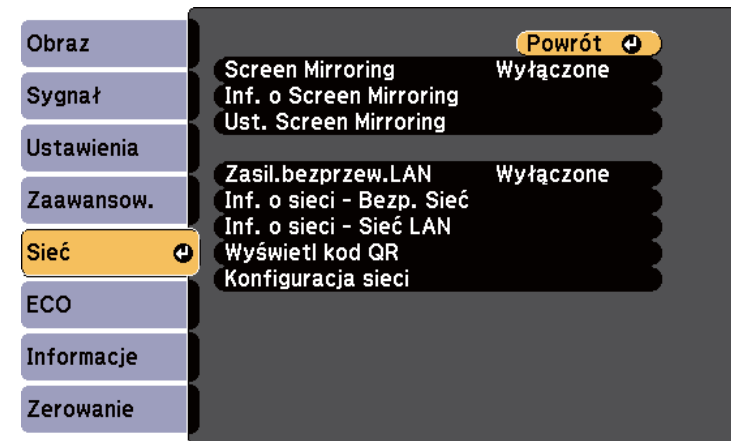 Obraz
Sygnał
Ustawienia
Zaawansow.
Sieć
ECO
Informacje
Zerowanie
Powrót
Screen Mirroring Wyłączone
Inf. o Screen Mirroring
Ust. Screen Mirroring
Zasil.bezprzew.LAN Wyłączone
Inf. o sieci - Bezp. Sieć
Inf. o sieci - Sieć LAN
Wyświetl kod QR
Konfiguracja sieci